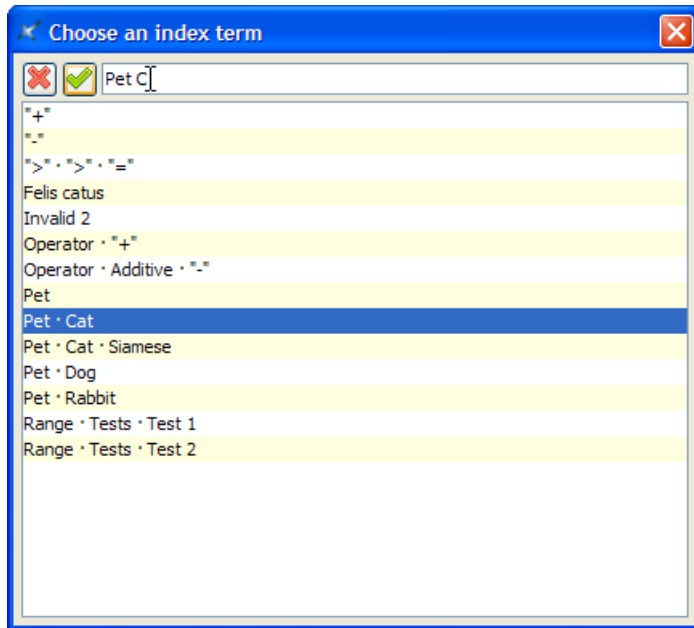 Choose an index term
Pet C
"+"
"-"
">" · ">" · "="
Felis catus
Invalid 2
Operator · "+"
Operator · Additive · "-"
Pet
Pet · Cat
Pet · Cat · Siamese
Pet · Dog
Pet · Rabbit
Range · Tests · Test 1
Range · Tests · Test 2